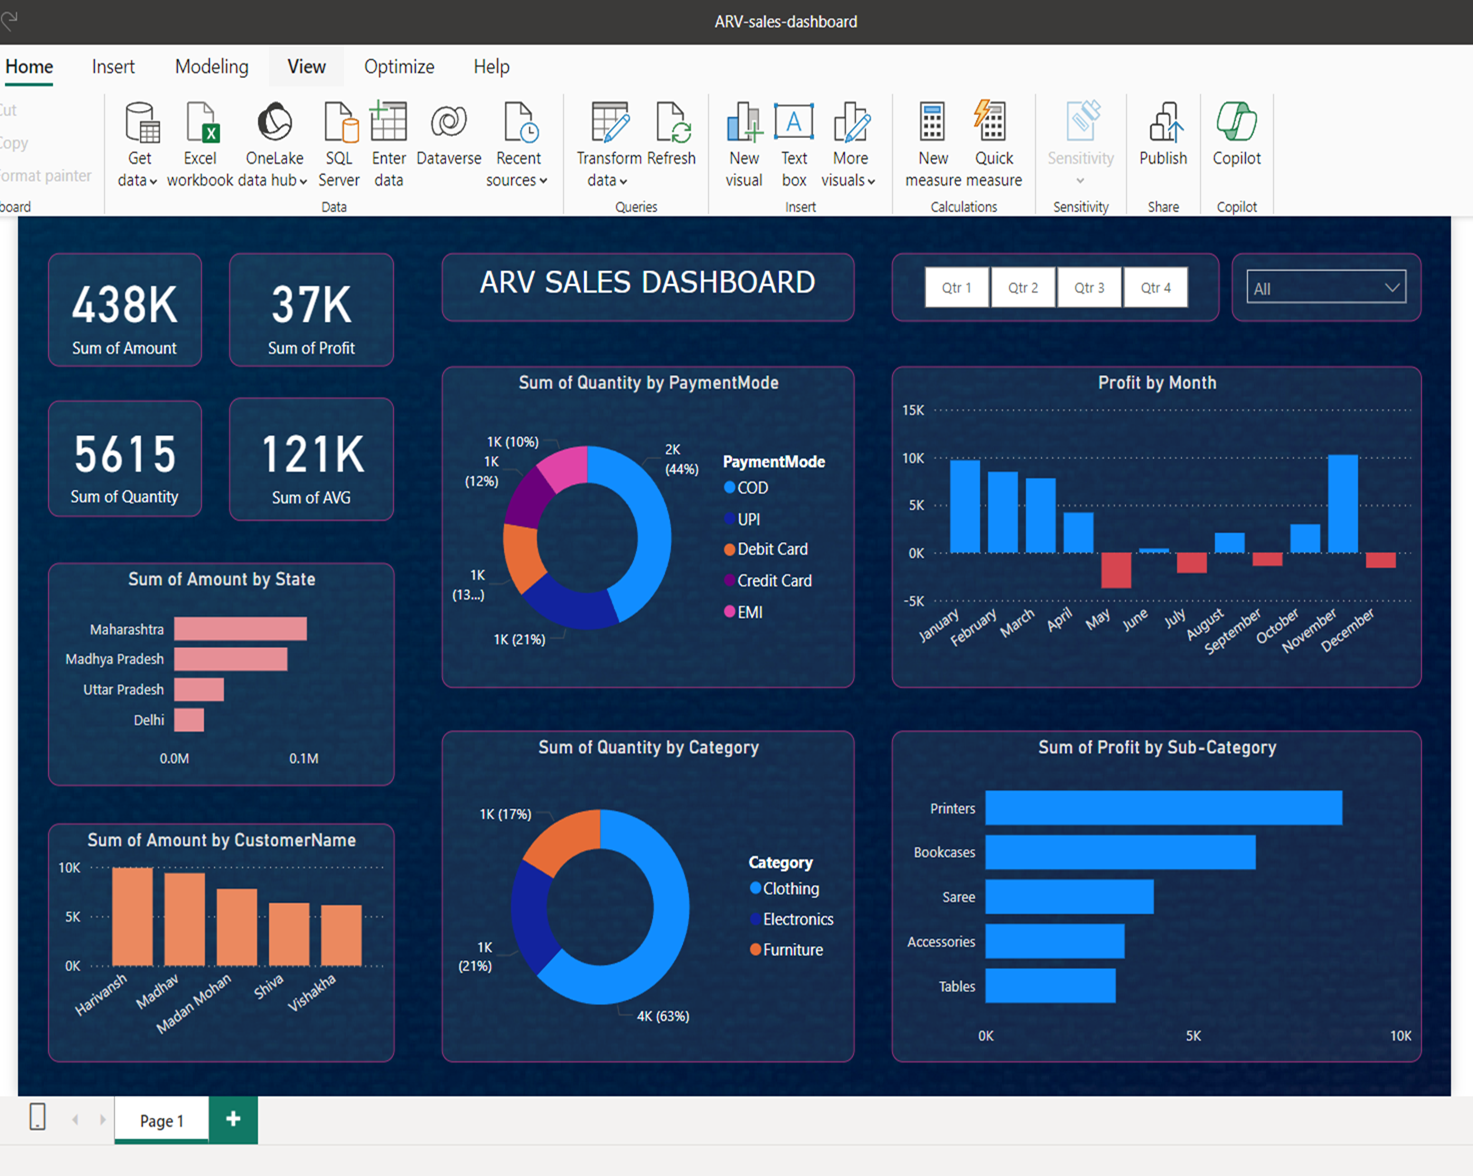 ARV-sales-dashboard
Home Insert Modeling View Optimize Help
Cut
Copy
ormat painter
board
Get data
Excel workbook
OneLake data hub
SQL Server
Enter data
Dataverse
Recent sources
Data
Transform data
Refresh
Queries
New visual
Text box
More visuals
Insert
New measure
Quick measure
Calculations
Sensitivity
Sensitivity
Publish
Share
Copilot
Copilot
438K
Sum of Amount
37K
Sum of Profit
ARV SALES DASHBOARD
Qtr 1 Qtr 2 Qtr 3 Qtr 4
All
5615
Sum of Quantity
121K
Sum of AVG
Sum of Quantity by PaymentMode
1K (10%)
1K
(12%)
2K
(44%)
1K
(13...)
1K (21%)
PaymentMode
COD
UPI
Debit Card
Credit Card
EMI
Profit by Month
15K
10K
5K
0K
-5K
January February March April May June July August September October November December
Sum of Amount by State
Maharashtra
Madhya Pradesh
Uttar Pradesh
Delhi
0.0M 0.1M
Sum of Amount by CustomerName
10K
5K
0K
Harivansh Madhav Madan Mohan Shiva Vishakha
Sum of Quantity by Category
1K (17%)
1K
(21%)
4K (63%)
Category
Clothing
Electronics
Furniture
Sum of Profit by Sub-Category
Printers
Bookcases
Saree
Accessories
Tables
0K 5K 10K
Page 1
+